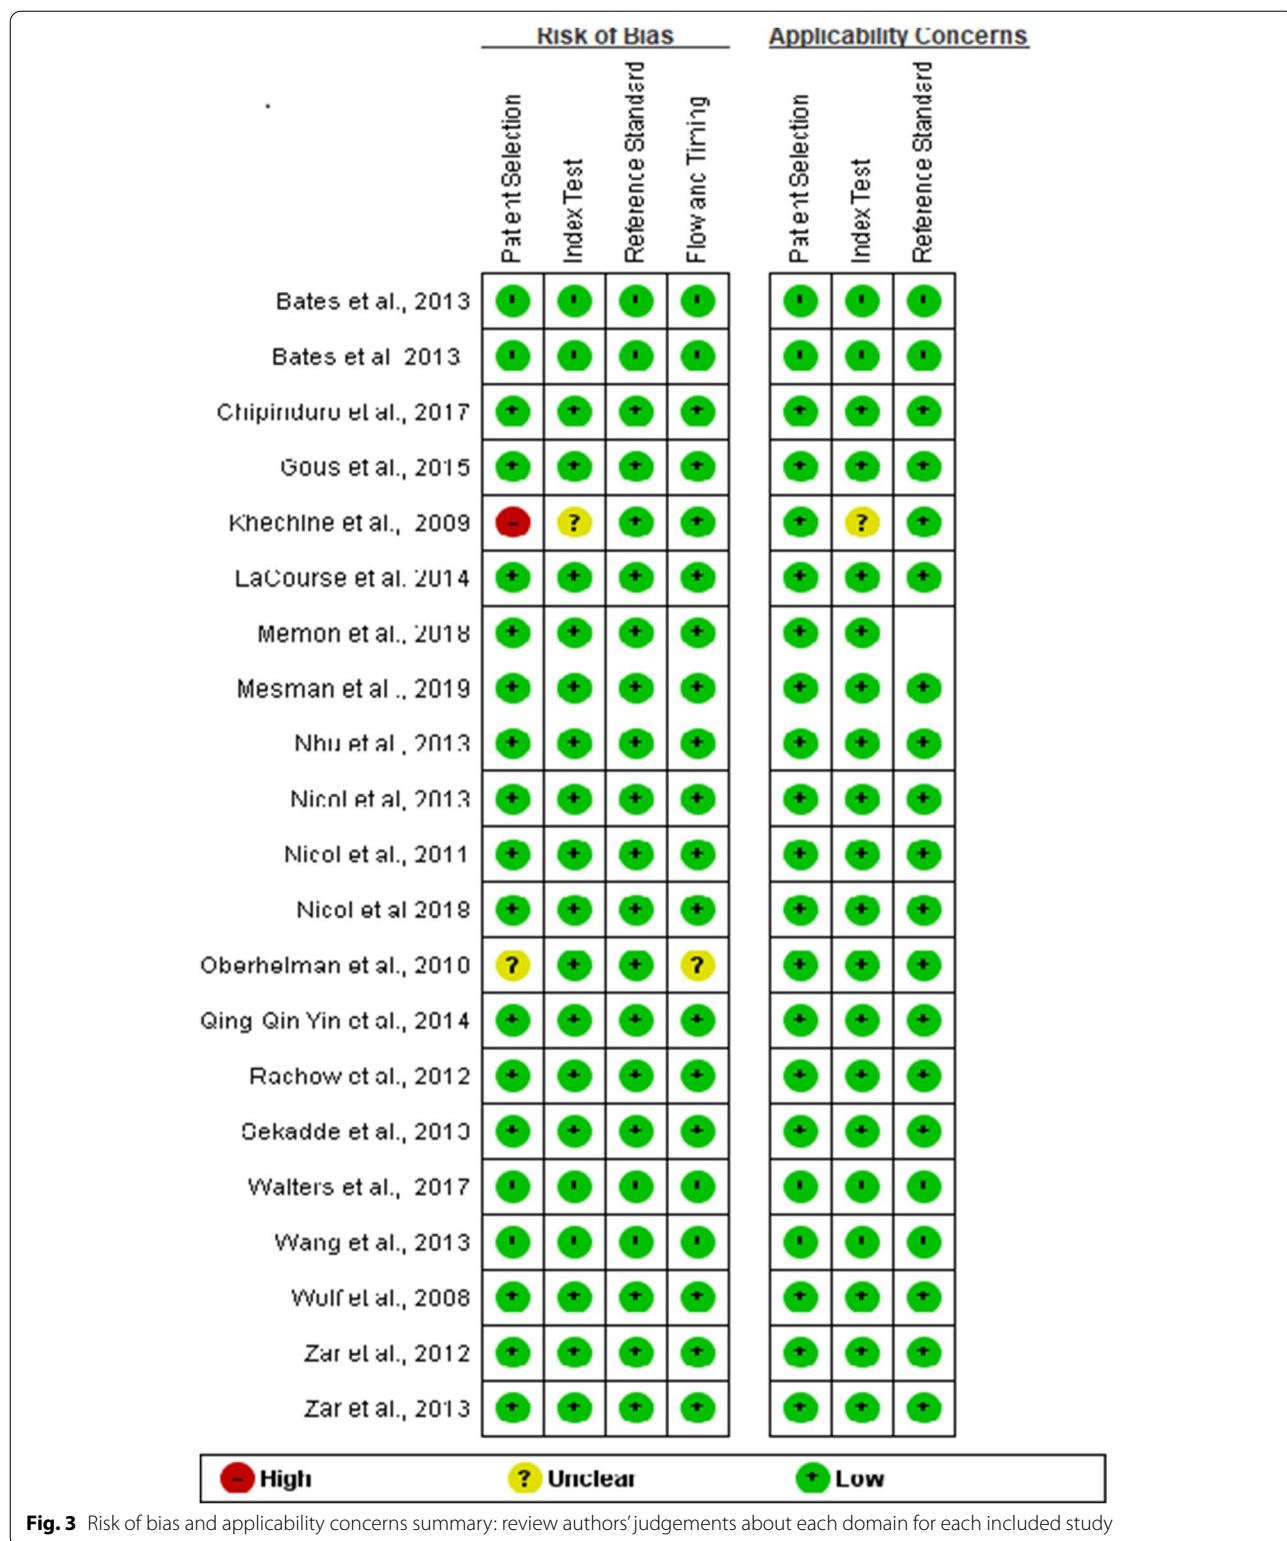 Risk of Bias Applicability Concerns
Patient Selection
Index Test
Reference Standard
Flow and Timing
Patient Selection
Index Test
Reference Standard
Bates et al., 2013
Bates et al 2013
Chipinduro et al., 2017
Gous et al., 2015
Khechine et al., 2009 - ? + + + ? +
LaCourse et al. 2014 + + + + + + +
Memon et al., 2018 + + + + + +
Mesman et al ., 2019 + + + + + + +
Nhu et al , 2013 + + + + + + +
Nicol et al, 2013 + + + + + + +
Nicol et al., 2011 + + + + + + +
Nicol et al 2018 + + + + + + +
Oberhelman et al., 2010 ? + + ? + + +
Qing Qin Yin et al., 2014 + + + + + + +
Rachow et al., 2012 + + + + + + +
Sekadde et al., 2013 + + + + + + +
Walters et al., 2017
Wang et al., 2013
Wulf et al., 2008 + + + + + + +
Zar et al., 2012 + + + + + + +
Zar et al., 2013 + + + + + + +
- High ? Unclear + Low
Fig. 3 Risk of bias and applicability concerns summary: review authors' judgements about each domain for each included study